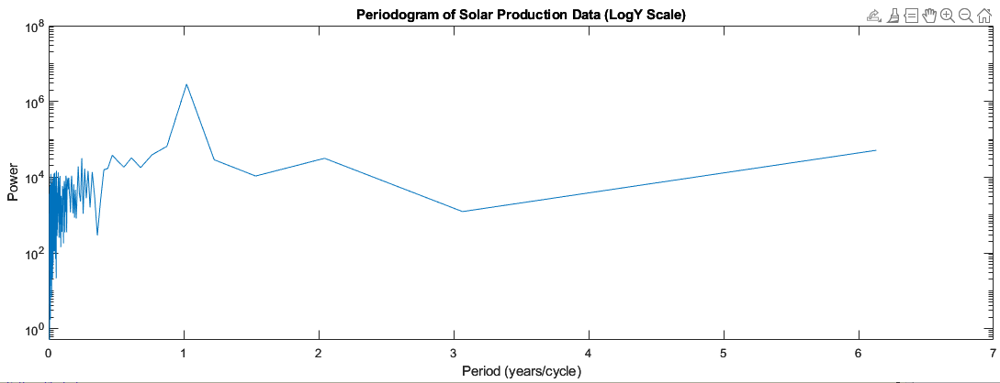 Periodogram of Solar Production Data (LogY Scale)
10^8
10^6
10^4
10^2
10^0
Power
0 1 2 3 4 5 6 7
Period (years/cycle)